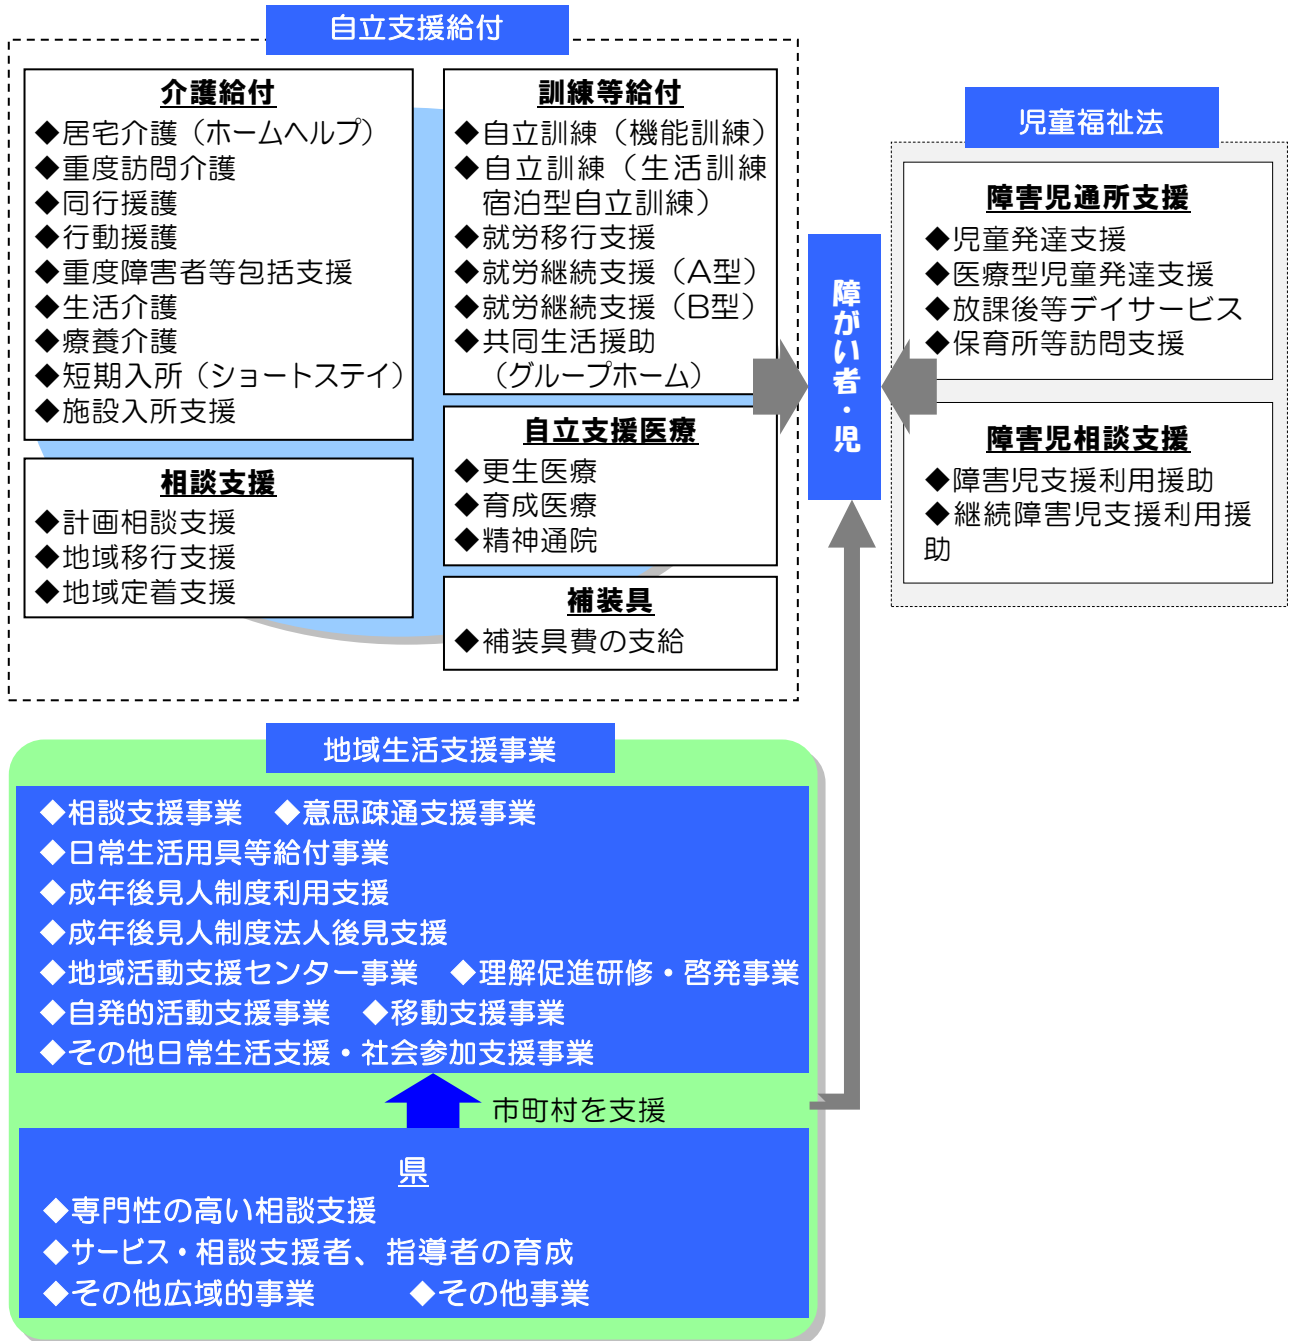 自立支援給付
介護給付
◆居宅介護（ホームヘルプ）
◆重度訪問介護
◆同行援護
◆行動援護
◆重度障害者等包括支援
◆生活介護
◆療養介護
◆短期入所（ショートステイ）
◆施設入所支援
相談支援
◆計画相談支援
◆地域移行支援
◆地域定着支援
訓練等給付
◆自立訓練（機能訓練）
◆自立訓練（生活訓練
宿泊型自立訓練）
◆就労移行支援
◆就労継続支援（A型）
◆就労継続支援（B型）
◆共同生活援助
（グループホーム）
自立支援医療
◆更生医療
◆育成医療
◆精神通院
補装具
◆補装具費の支給
障がい者・児
児童福祉法
障害児通所支援
◆児童発達支援
◆医療型児童発達支援
◆放課後等デイサービス
◆保育所等訪問支援
障害児相談支援
◆障害児支援利用援助
◆継続障害児支援利用援
助
地域生活支援事業
◆相談支援事業　◆意思疎通支援事業
◆日常生活用具等給付事業
◆成年後見人制度利用支援
◆成年後見人制度法人後見支援
◆地域活動支援センター事業　◆理解促進研修・啓発事業
◆自発的活動支援事業　◆移動支援事業
◆その他日常生活支援・社会参加支援事業
市町村を支援
県
◆専門性の高い相談支援
◆サービス・相談支援者、指導者の育成
◆その他広域的事業　　　◆その他事業